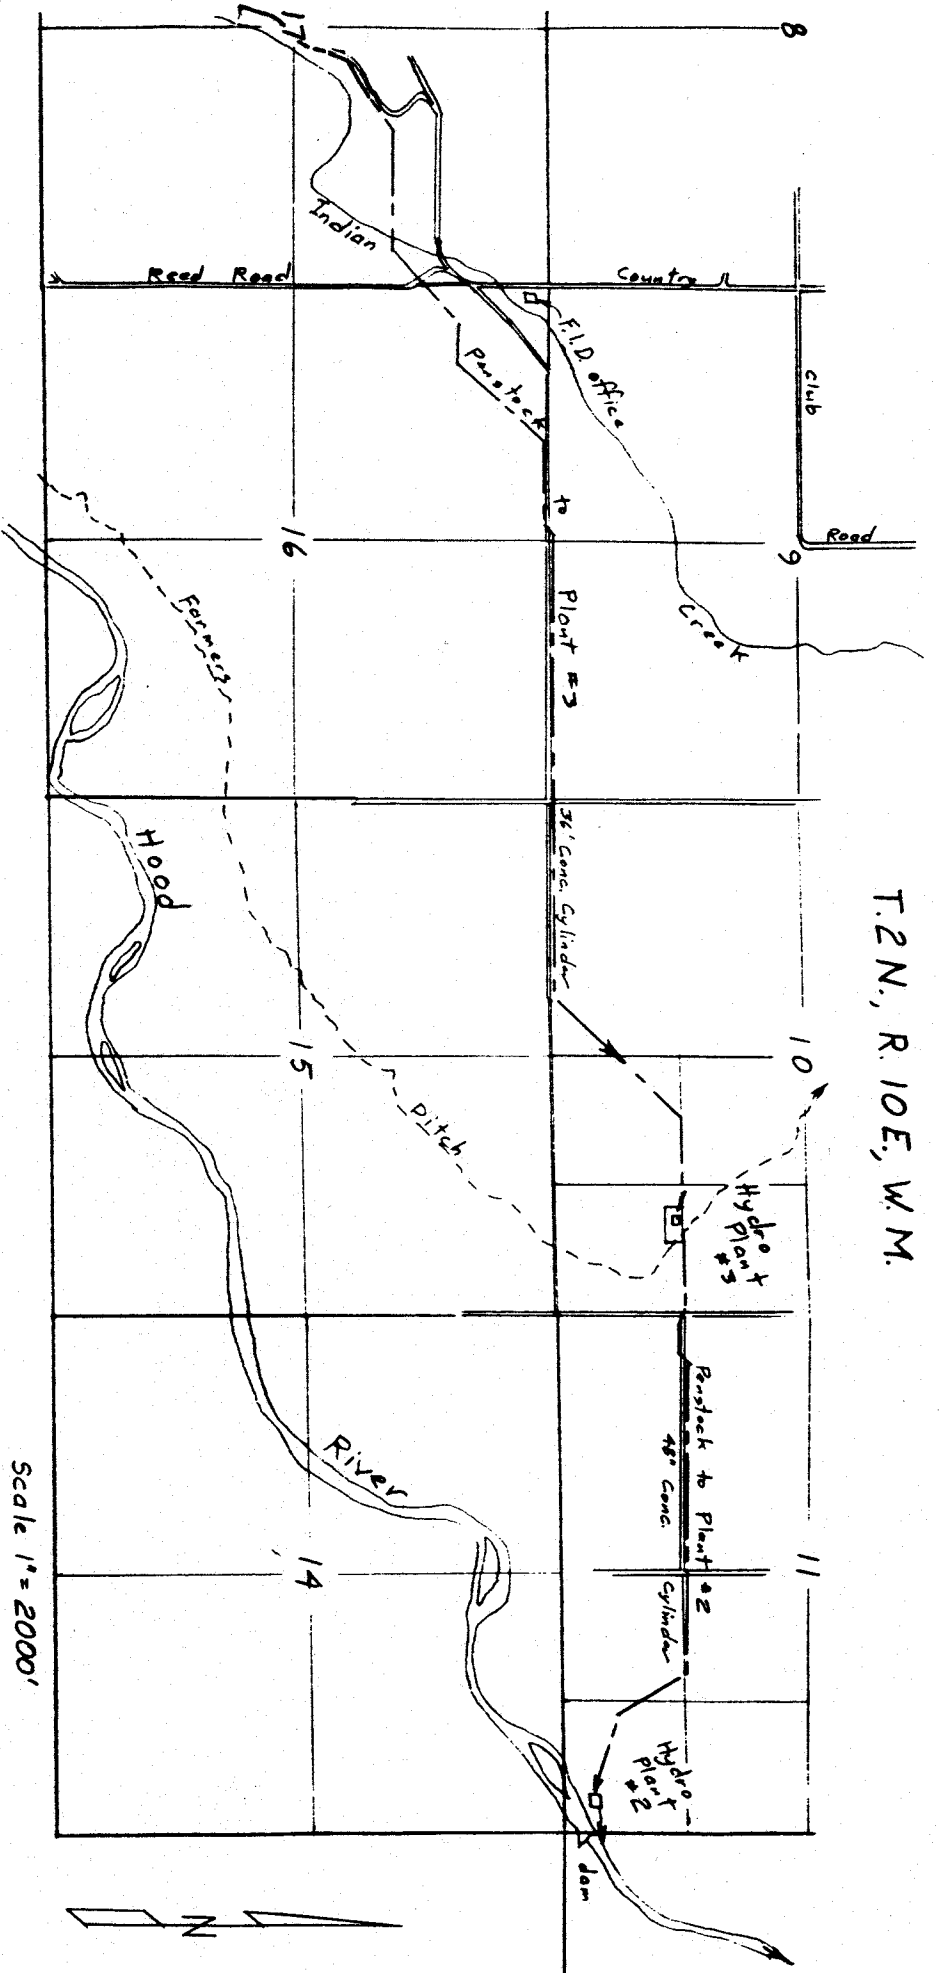 T. 2 N., R. 10 E., W. M.
8
9
10
11
17
16
15
14
Club
Road
Country
Reed Road
F.I.D. office
Indian
Creek
Penstock
to
Plant #3
36' Conc. Cylinder
Hydro
Plant
#3
Penstock to Plant #2
48" Conc.
Cylinder
Hydro
Plant
#2
dam
Farmers
Ditch
Hood
River
N
Scale 1" = 2000'